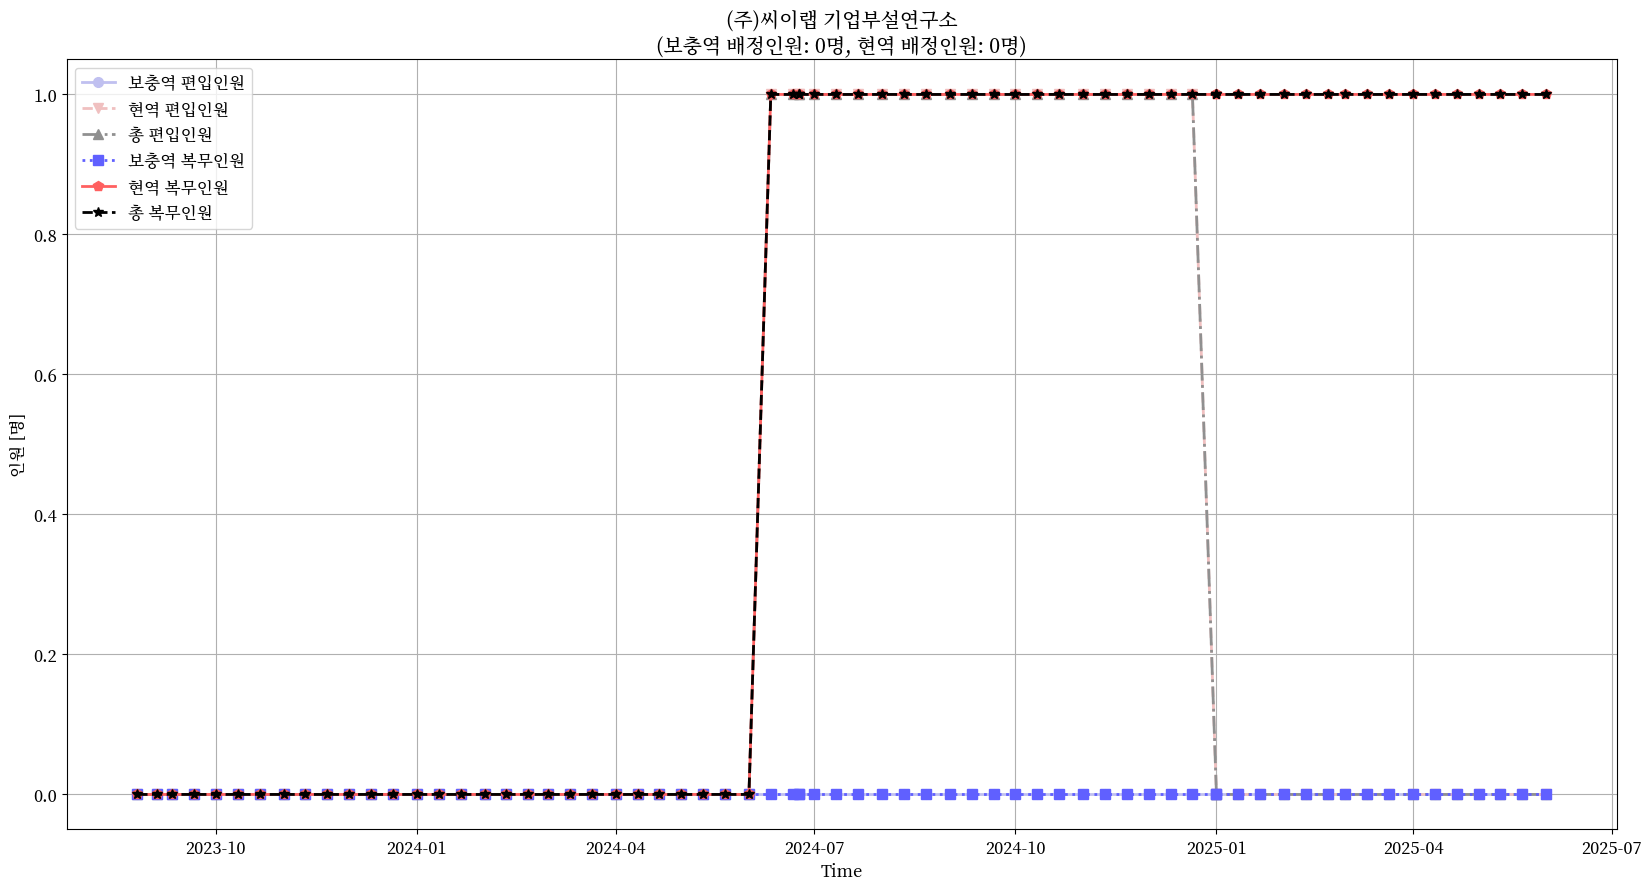 (주)씨이랩 기업부설연구소
(보충역 배정인원: 0명, 현역 배정인원: 0명)
보충역 편입인원
현역 편입인원
총 편입인원
보충역 복무인원
현역 복무인원
총 복무인원
1.0
0.8
0.6
0.4
0.2
0.0
인원 [명]
2023-10 2024-01 2024-04 2024-07 2024-10 2025-01 2025-04 2025-07
Time